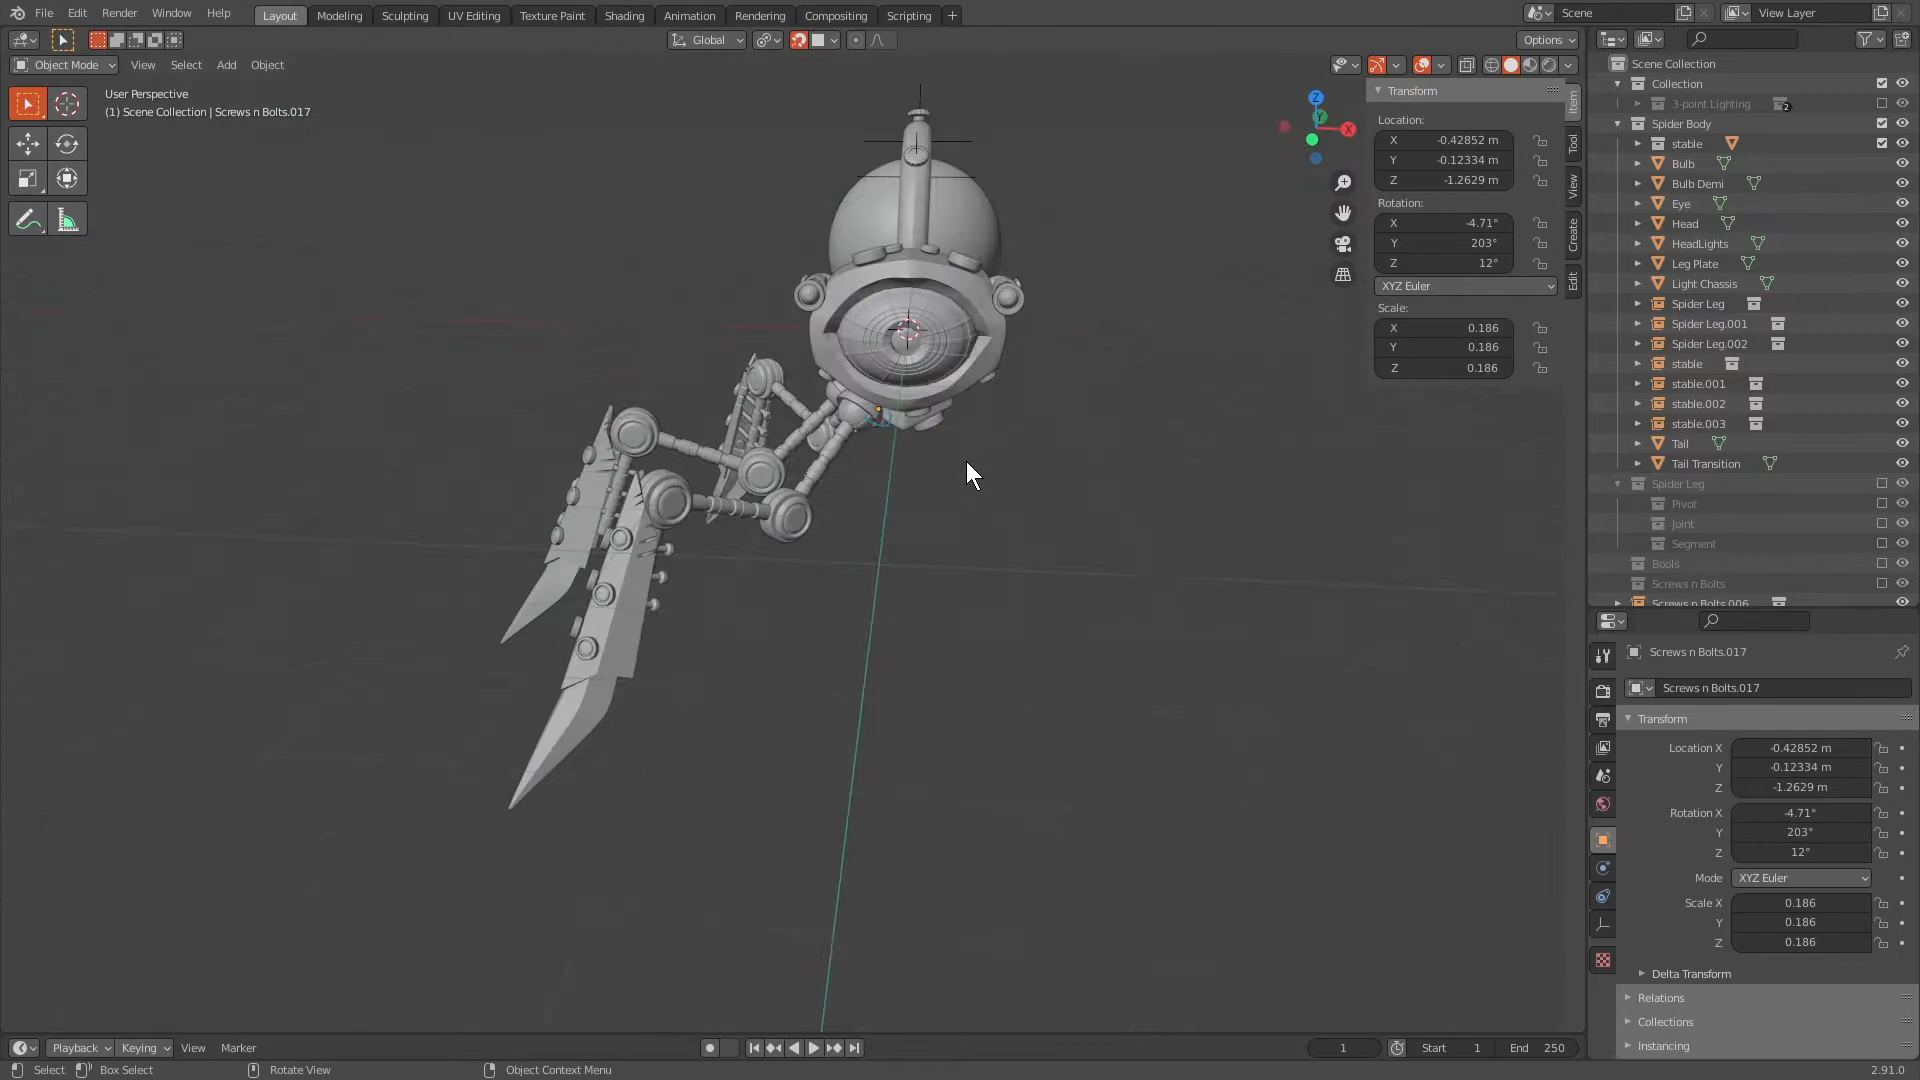 File Edit Render Window Help Layout Modeling Sculpting UV Editing Texture Paint Shading Animation Rendering Compositing Scripting + Scene View Layer
Global Options
Object Mode View Select Add Object
User Perspective
(1) Scene Collection | Screws n Bolts.017
Z
Y
X
Transform
Location:
X -0.42852 m
Y -0.12334 m
Z -1.2629 m
Rotation:
X -4.71°
Y 203°
Z 12°
XYZ Euler
Scale:
X 0.186
Y 0.186
Z 0.186
Item
Tool
View
Create
Edit
Scene Collection
Collection
3-point Lighting 2
Spider Body
stable
Bulb
Bulb Demi
Eye
Head
HeadLights
Leg Plate
Light Chassis
Spider Leg
Spider Leg.001
Spider Leg.002
stable
stable.001
stable.002
stable.003
Tail
Tail Transition
Spider Leg
Pivot
Joint
Segment
Bools
Screws n Bolts
Screws n Bolts.006
Screws n Bolts.017
Screws n Bolts.017
Transform
Location X -0.42852 m
Y -0.12334 m
Z -1.2629 m
Rotation X -4.71°
Y 203°
Z 12°
Mode XYZ Euler
Scale X 0.186
Y 0.186
Z 0.186
Delta Transform
Relations
Collections
Instancing
Playback Keying View Marker 1 Start 1 End 250
Select Box Select Rotate View Object Context Menu 2.91.0